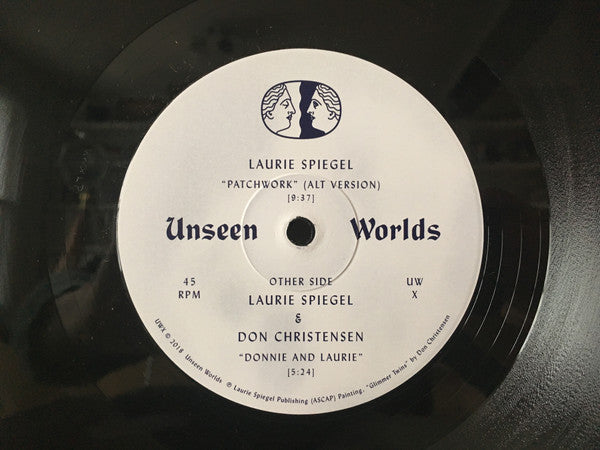 LAURIE SPIEGEL
"PATCHWORK" (ALT VERSION)
[9:37]
Unseen Worlds
45
RPM
OTHER SIDE
LAURIE SPIEGEL
&
DON CHRISTENSEN
"DONNIE AND LAURIE"
[5:24]
UW
X
UWX © 2018 Unseen Worlds ℗ Laurie Spiegel Publishing (ASCAP) Painting, "Glimmer Twins" by Don Christensen